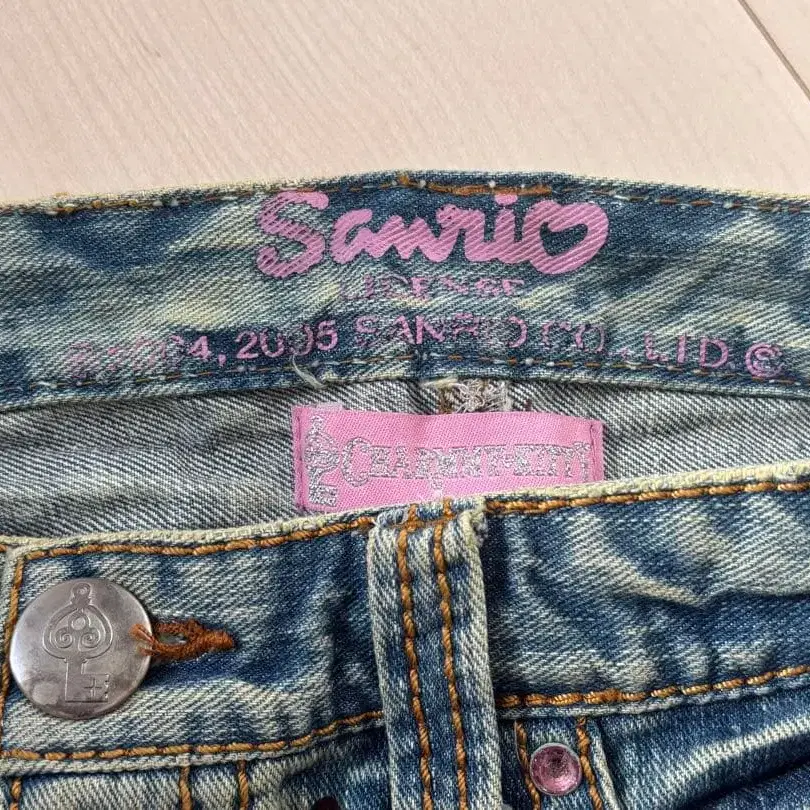 Sanrio
LICENSE
2004, 2005 SANRIO CO., LTD. ©
CHARMMY KITTY